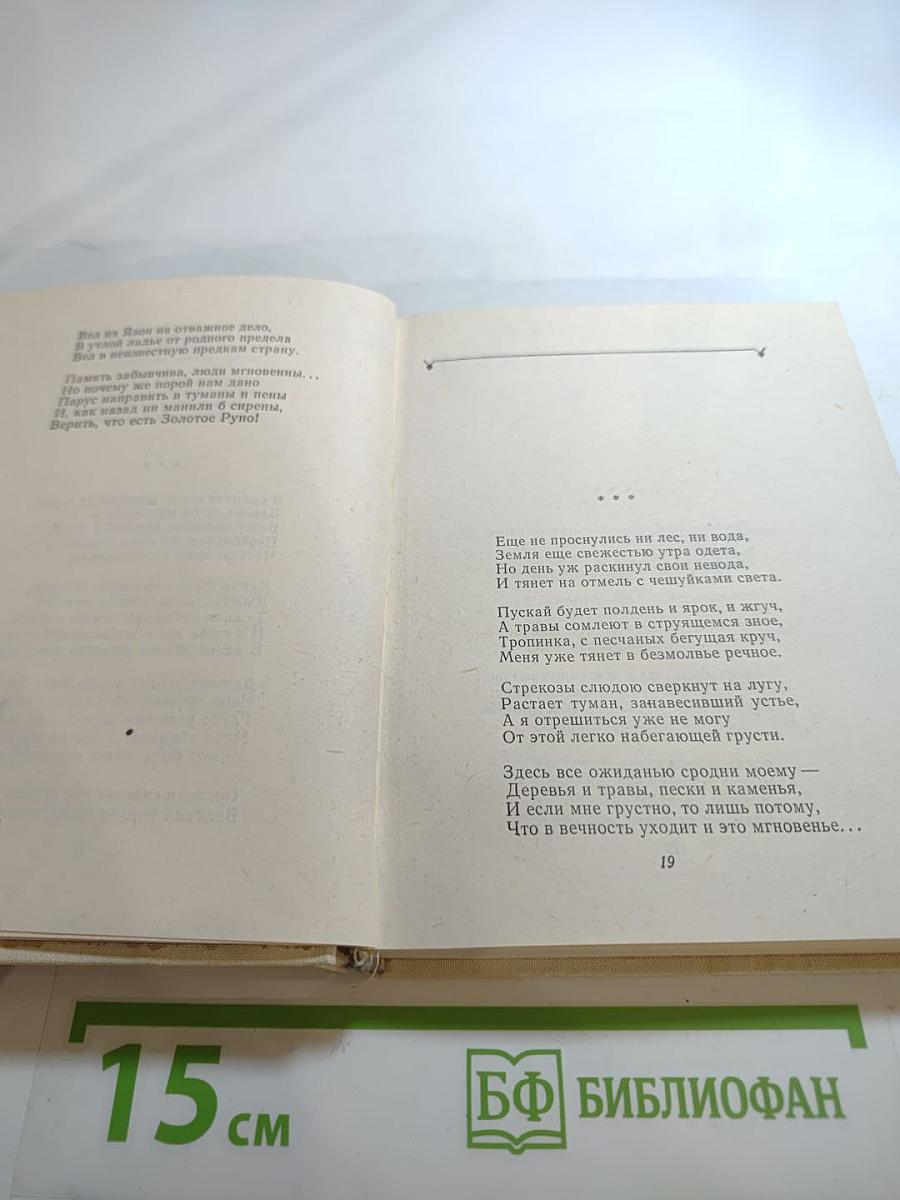 Вел их Язон на отважное дело,
В утлой ладье от родного предела
Вел в неизвестную предкам страну.
Память забывчива, люди мгновенны...
Но почему же порой нам дано
Парус направить в туманы и пены
И, как назад ни манили б сирены,
Верить, что есть Золотое Руно!
* * *
Еще не проснулись ни лес, ни вода,
Земля еще свежестью утра одета,
Но день уж раскинул свои невода,
И тянет на отмель с чешуйками света.
Пускай будет полдень и ярок, и жгуч,
А травы сомлеют в струящемся зное,
Тропинка, с песчаных бегущая круч,
Меня уже тянет в безмолвье речное.
Стрекозы слюдою сверкнут на лугу,
Растает туман, занавесивший устье,
А я отрешиться уже не могу
От этой легко набегающей грусти.
Здесь все ожиданью сродни моему —
Деревья и травы, пески и каменья,
И если мне грустно, то лишь потому,
Что в вечность уходит и это мгновенье...
19
15 см
БФ БИБЛИОФАН